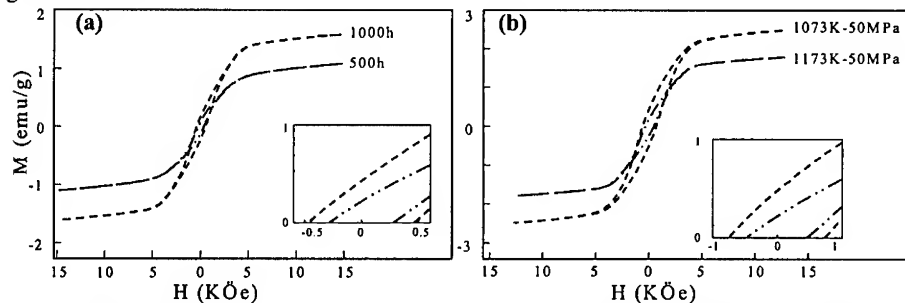 (a)
1000h
500h
M (emu/g)
2
1
0
-1
-2
1
0
-0.5 0 0.5
15 10 5 0 5 10 15
H (KÖe)
(b)
1073K-50MPa
1173K-50MPa
3
0
-3
1
0
-1 0 1
15 10 5 0 5 10 15
H (KÖe)